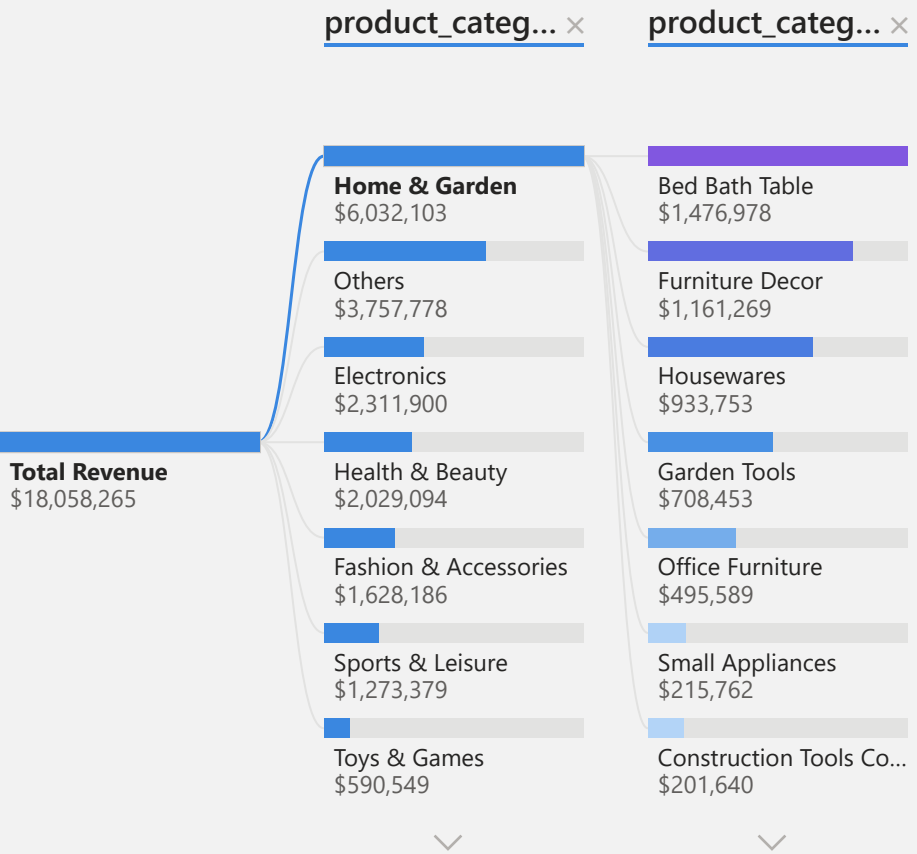 product_categ...
product_categ...
Total Revenue
$18,058,265
Home & Garden
$6,032,103
Others
$3,757,778
Electronics
$2,311,900
Health & Beauty
$2,029,094
Fashion & Accessories
$1,628,186
Sports & Leisure
$1,273,379
Toys & Games
$590,549
Bed Bath Table
$1,476,978
Furniture Decor
$1,161,269
Housewares
$933,753
Garden Tools
$708,453
Office Furniture
$495,589
Small Appliances
$215,762
Construction Tools Co...
$201,640